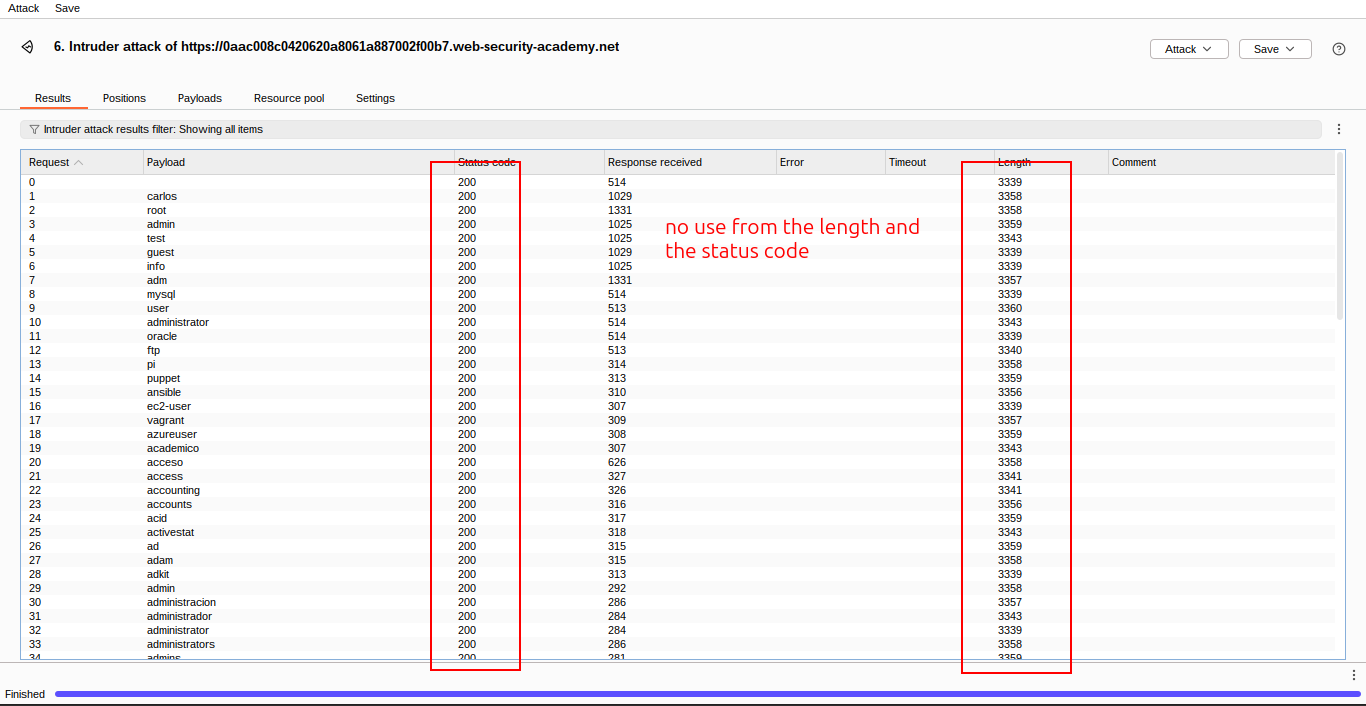 Attack Save
6. Intruder attack of https://0aac008c0420620a8061a887002f00b7.web-security-academy.net
Attack Save
Results Positions Payloads Resource pool Settings
Intruder attack results filter: Showing all items
Request Payload Status code Response received Error Timeout Length Comment
0 200 514 3339
1 carlos 200 1029 3358
2 root 200 1331 3358
3 admin 200 1025 3359
4 test 200 1025 3343
5 guest 200 1029 3339
6 info 200 1025 3339
7 adm 200 1331 3357
8 mysql 200 514 3339
9 user 200 513 3360
10 administrator 200 514 3343
11 oracle 200 514 3339
12 ftp 200 513 3340
13 pi 200 314 3358
14 puppet 200 313 3359
15 ansible 200 310 3356
16 ec2-user 200 307 3339
17 vagrant 200 309 3357
18 azureuser 200 308 3359
19 academico 200 307 3343
20 acceso 200 626 3358
21 access 200 327 3341
22 accounting 200 326 3341
23 accounts 200 316 3356
24 acid 200 317 3359
25 activestat 200 318 3343
26 ad 200 315 3359
27 adam 200 315 3358
28 adkit 200 313 3339
29 admin 200 292 3358
30 administracion 200 286 3357
31 administrador 200 284 3343
32 administrator 200 284 3339
33 administrators 200 286 3358
34 admins 200 281 3359
no use from the length and
the status code
Finished